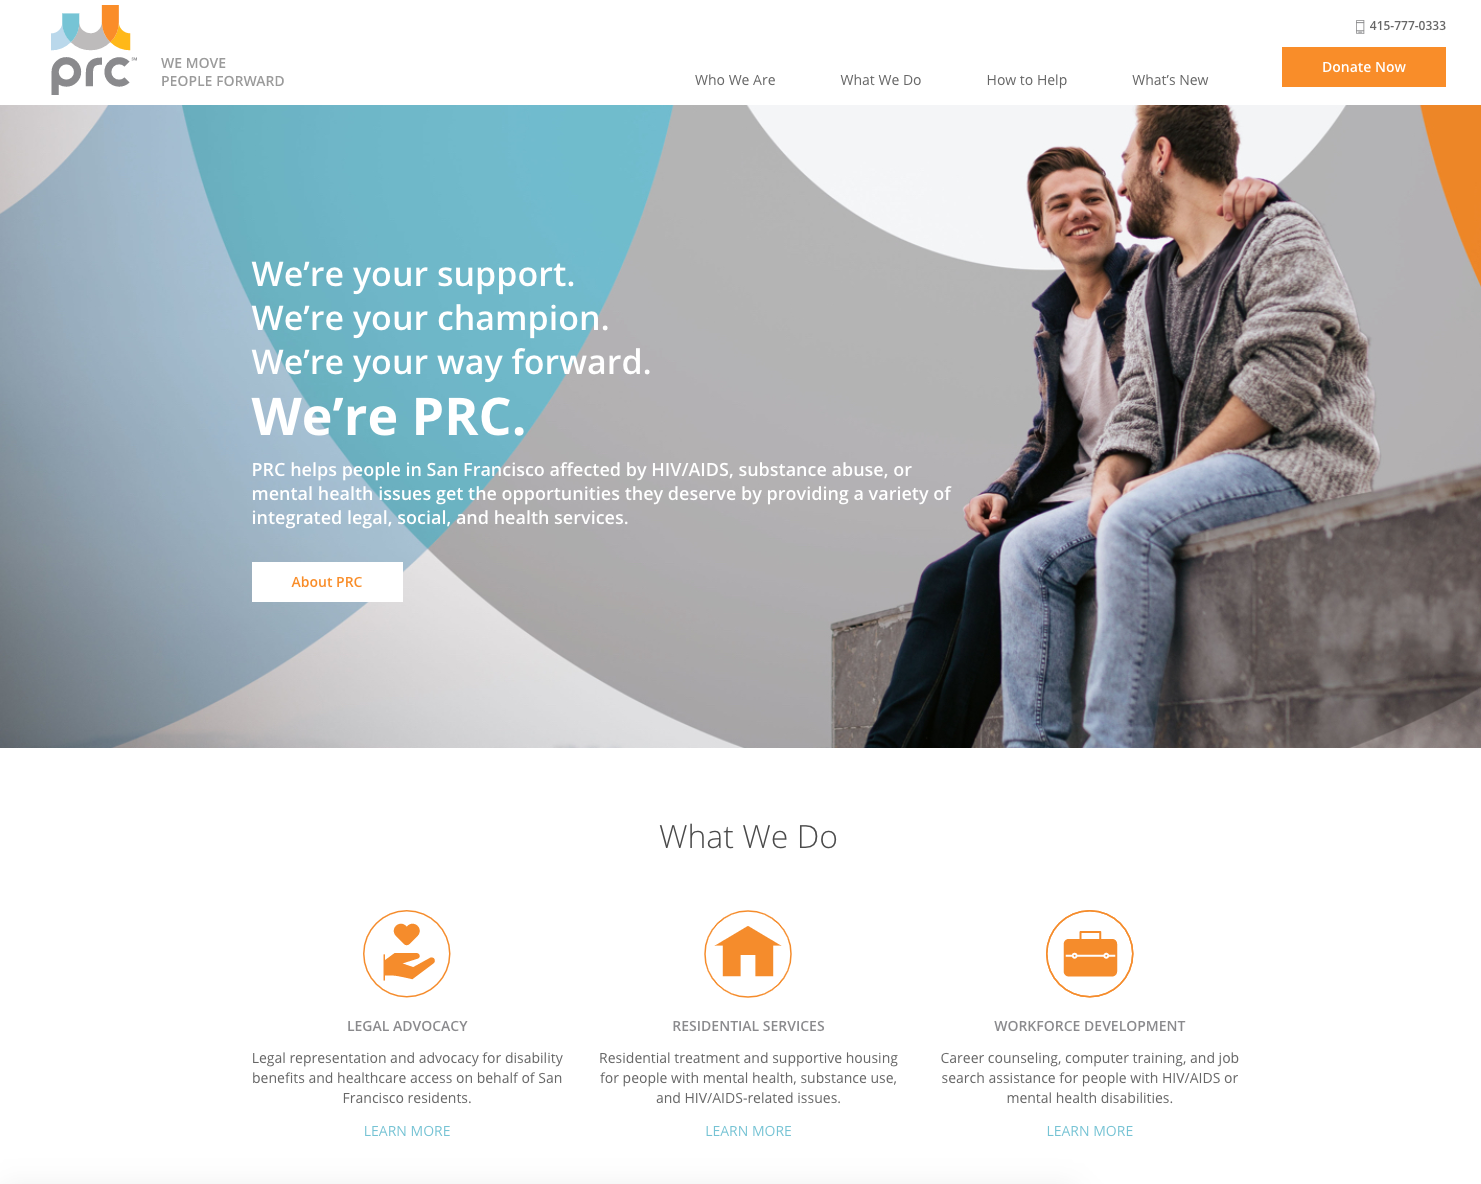 415-777-0333
prc™
WE MOVE
PEOPLE FORWARD
Who We Are
What We Do
How to Help
What's New
Donate Now
We're your support.
We're your champion.
We're your way forward.
We're PRC.
PRC helps people in San Francisco affected by HIV/AIDS, substance abuse, or
mental health issues get the opportunities they deserve by providing a variety of
integrated legal, social, and health services.
About PRC
What We Do
LEGAL ADVOCACY
Legal representation and advocacy for disability
benefits and healthcare access on behalf of San
Francisco residents.
LEARN MORE
RESIDENTIAL SERVICES
Residential treatment and supportive housing
for people with mental health, substance use,
and HIV/AIDS-related issues.
LEARN MORE
WORKFORCE DEVELOPMENT
Career counseling, computer training, and job
search assistance for people with HIV/AIDS or
mental health disabilities.
LEARN MORE